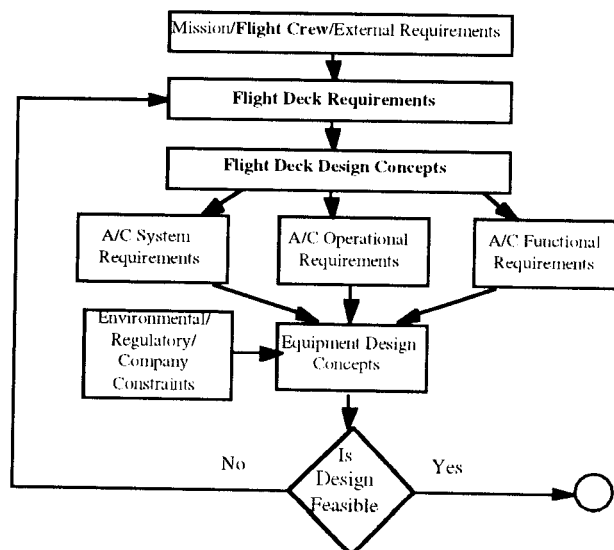 Mission/Flight Crew/External Requirements
Flight Deck Requirements
Flight Deck Design Concepts
A/C System
Requirements
A/C Operational
Requirements
A/C Functional
Requirements
Environmental/
Regulatory/
Company
Constraints
Equipment Design
Concepts
No
Is
Design
Feasible
Yes